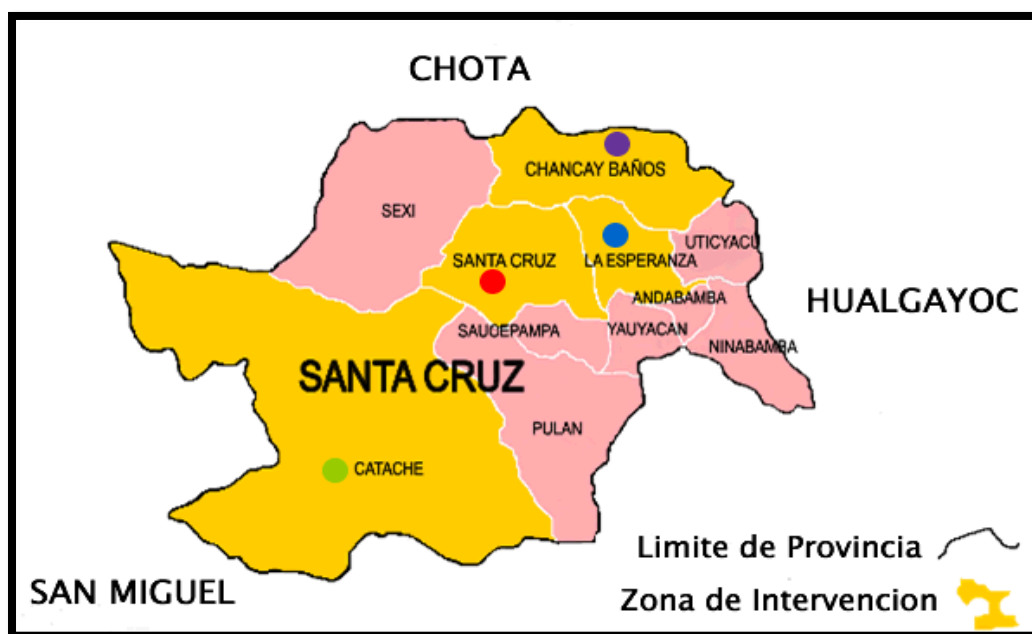 CHOTA
CHANCAY BAÑOS
SEXI
UTICYACU
SANTA CRUZ
LA ESPERANZA
ANDABAMBA
HUALGAYOC
SAUCEPAMPA
YAUYACAN
NINABAMBA
SANTA CRUZ
PULAN
CATACHE
Limite de Provincia
SAN MIGUEL
Zona de Intervencion